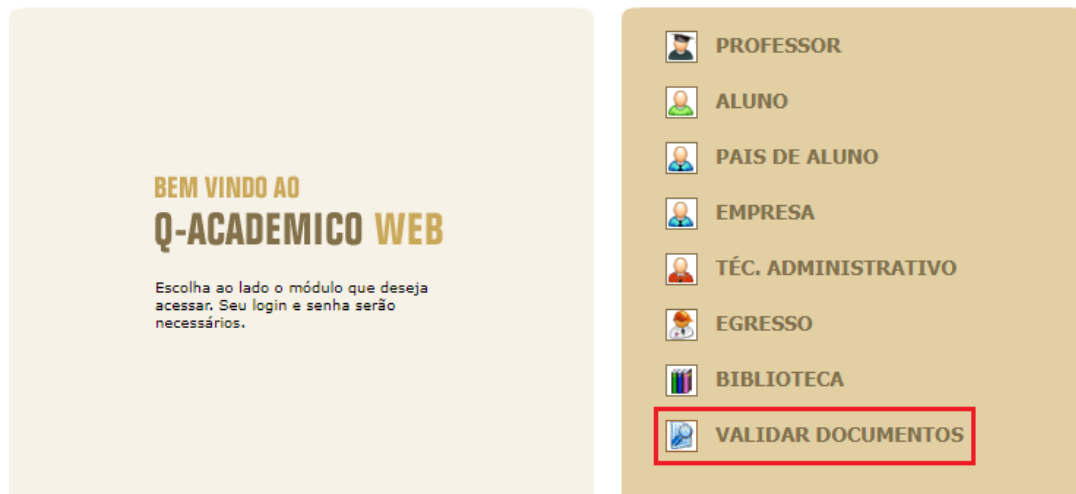 BEM VINDO AO
Q-ACADEMICO WEB
Escolha ao lado o módulo que deseja
acessar. Seu login e senha serão
necessários.
PROFESSOR
ALUNO
PAIS DE ALUNO
EMPRESA
TÉC. ADMINISTRATIVO
EGRESSO
BIBLIOTECA
VALIDAR DOCUMENTOS